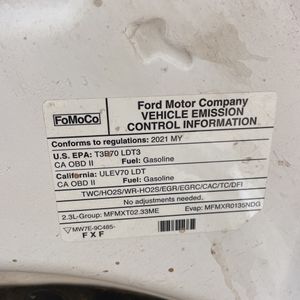 FoMoCo
Ford Motor Company
VEHICLE EMISSION
CONTROL INFORMATION
Conforms to regulations: 2021 MY
U.S. EPA: T3B70 LDT3
CA OBD II Fuel: Gasoline
California: ULEV70 LDT
CA OBD II Fuel: Gasoline
TWC/HO2S/WR-HO2S/EGR/EGRC/CAC/TC/DFI
No adjustments needed.
2.3L-Group: MFMXT02.33ME Evap: MFMXR0135NDG
MW7E-9C485-
FXF